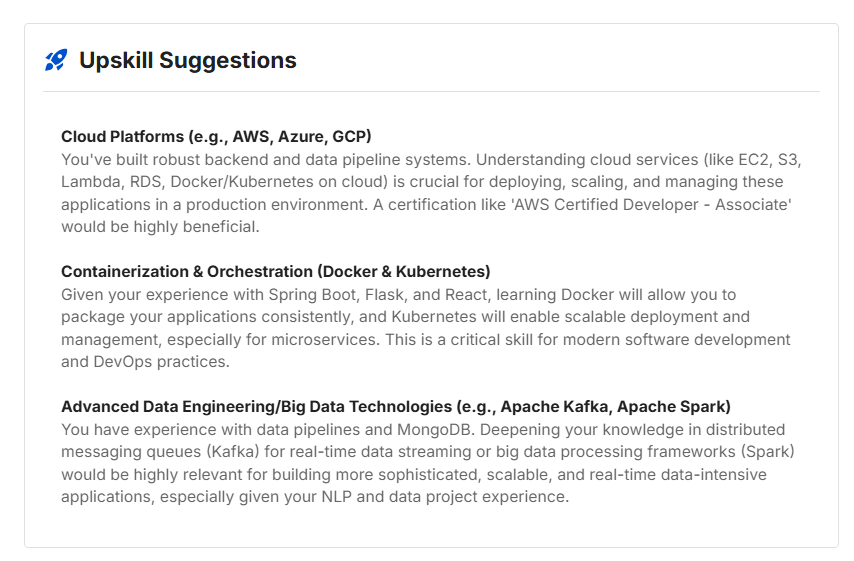 Upskill Suggestions
Cloud Platforms (e.g., AWS, Azure, GCP)
You've built robust backend and data pipeline systems. Understanding cloud services (like EC2, S3,
Lambda, RDS, Docker/Kubernetes on cloud) is crucial for deploying, scaling, and managing these
applications in a production environment. A certification like 'AWS Certified Developer - Associate'
would be highly beneficial.
Containerization & Orchestration (Docker & Kubernetes)
Given your experience with Spring Boot, Flask, and React, learning Docker will allow you to
package your applications consistently, and Kubernetes will enable scalable deployment and
management, especially for microservices. This is a critical skill for modern software development
and DevOps practices.
Advanced Data Engineering/Big Data Technologies (e.g., Apache Kafka, Apache Spark)
You have experience with data pipelines and MongoDB. Deepening your knowledge in distributed
messaging queues (Kafka) for real-time data streaming or big data processing frameworks (Spark)
would be highly relevant for building more sophisticated, scalable, and real-time data-intensive
applications, especially given your NLP and data project experience.